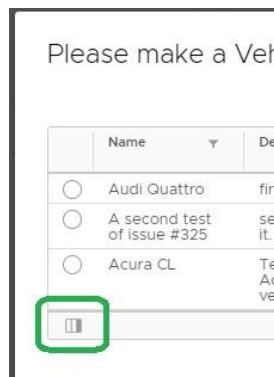 Please make a Veh
Name De
Audi Quattro fir
A second test se
of issue #325 it.
Acura CL Te
Ac
ve